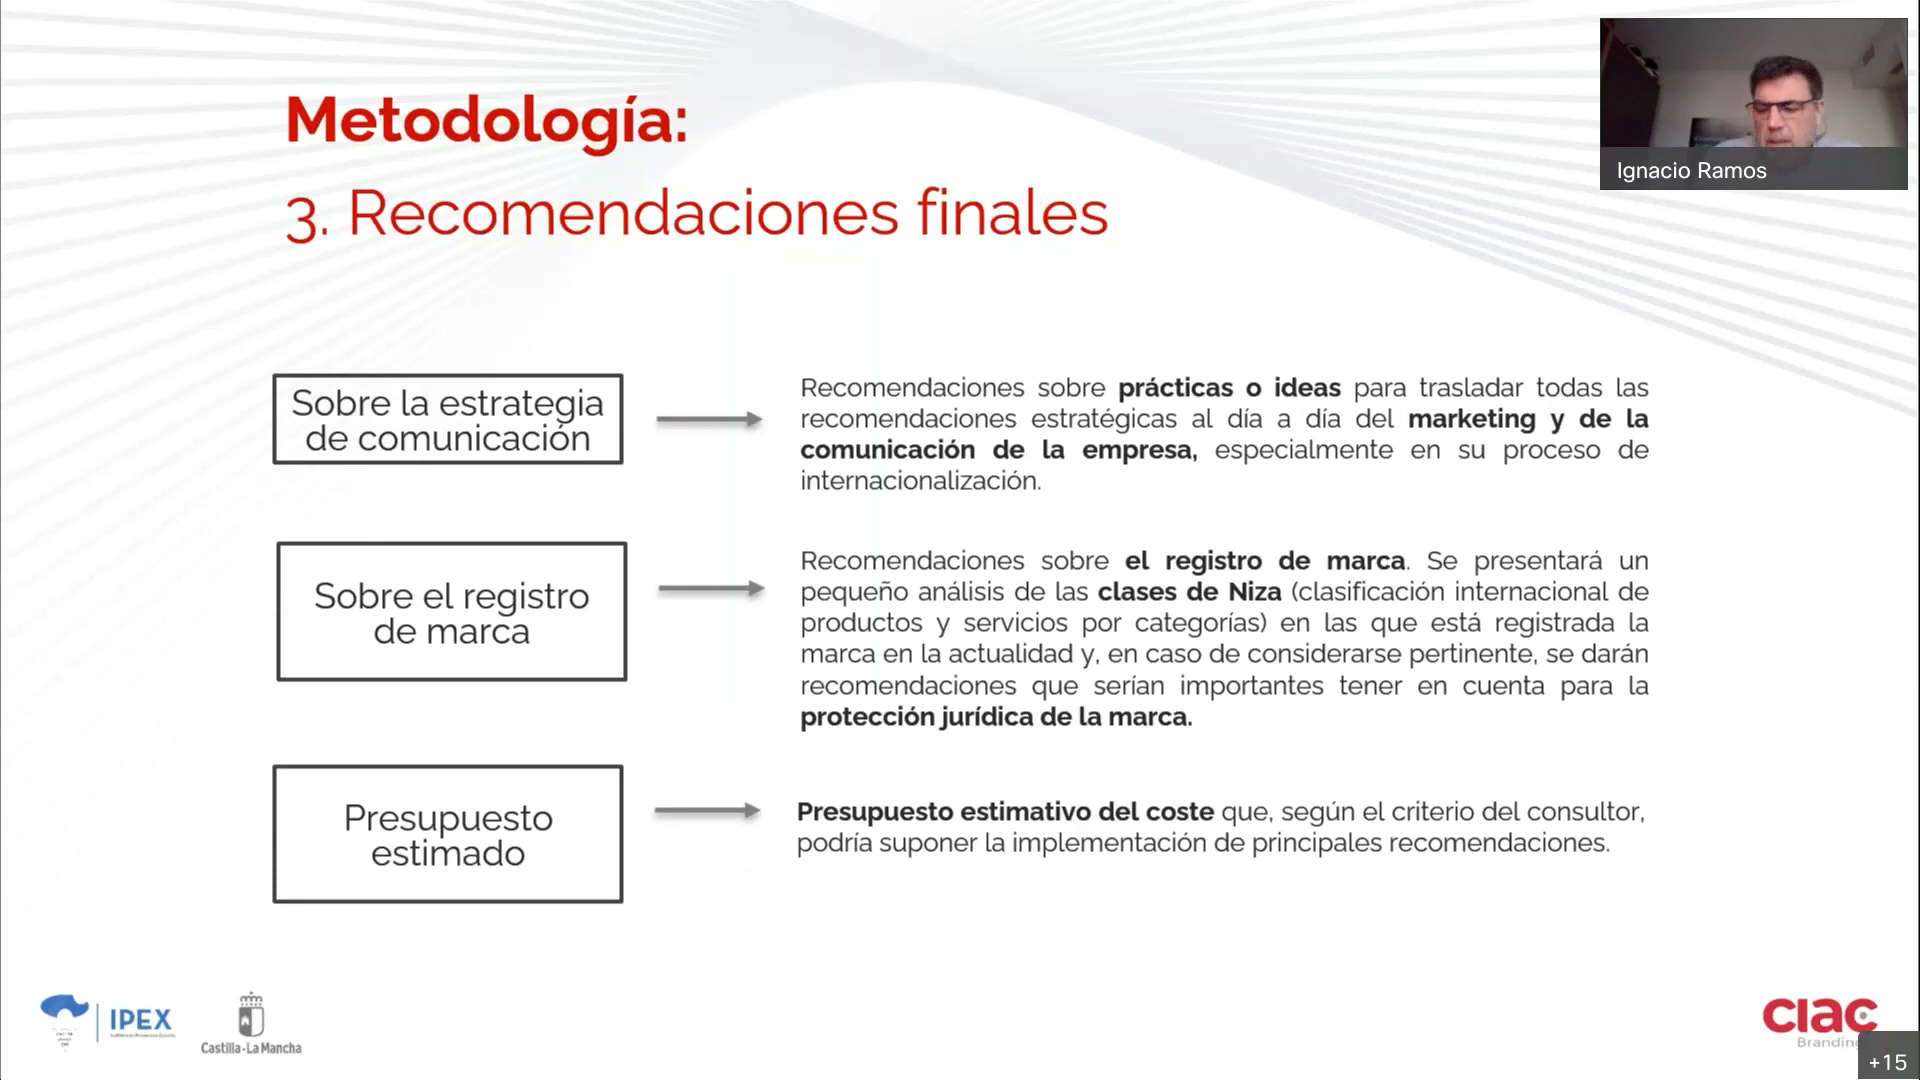 Metodología:
3. Recomendaciones finales
Ignacio Ramos
Sobre la estrategia
de comunicación
Recomendaciones sobre prácticas o ideas para trasladar todas las
recomendaciones estratégicas al día a día del marketing y de la
comunicación de la empresa, especialmente en su proceso de
internacionalización.
Sobre el registro
de marca
Recomendaciones sobre el registro de marca. Se presentará un
pequeño análisis de las clases de Niza (clasificación internacional de
productos y servicios por categorías) en las que está registrada la
marca en la actualidad y, en caso de considerarse pertinente, se darán
recomendaciones que serían importantes tener en cuenta para la
protección jurídica de la marca.
Presupuesto
estimado
Presupuesto estimativo del coste que, según el criterio del consultor,
podría suponer la implementación de principales recomendaciones.
IPEX
Castilla-La Mancha
CIAC
Branding
+15